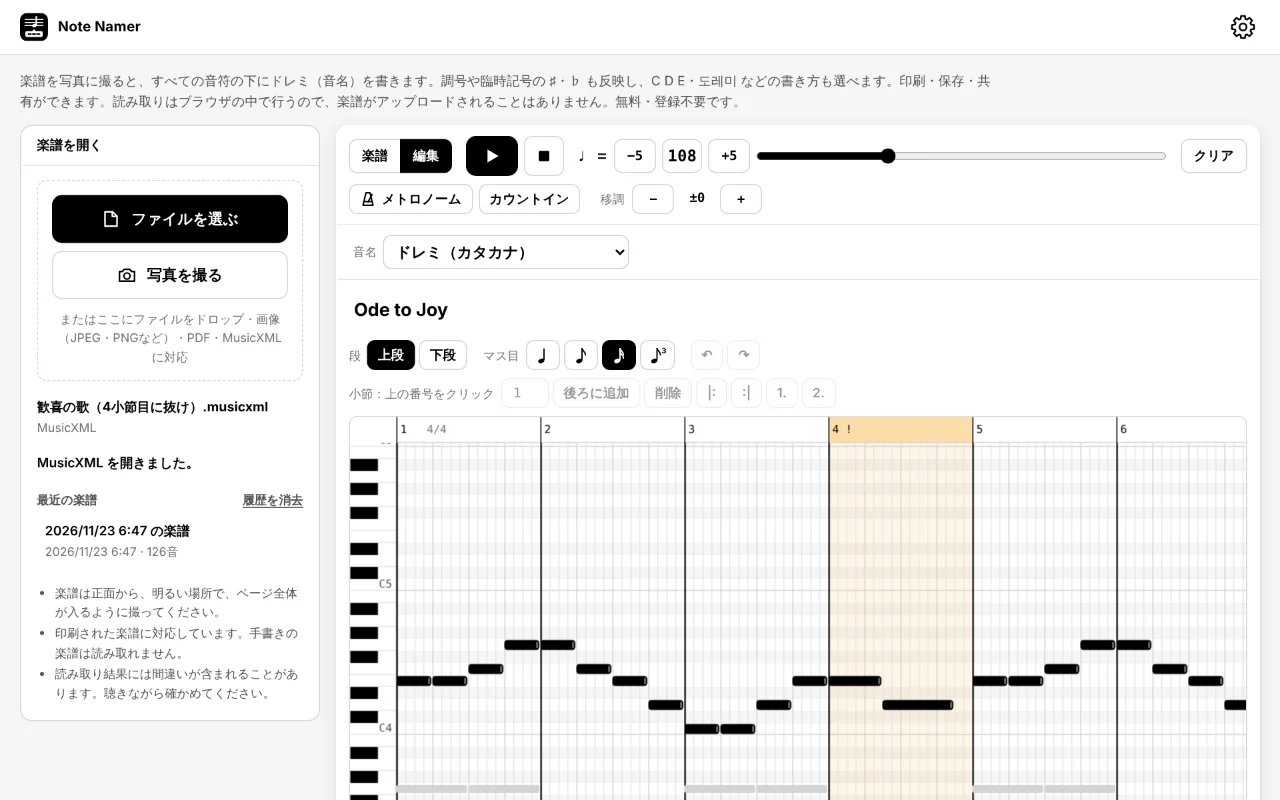 Note Namer
楽譜を写真に撮ると、すべての音符の下にドレミ（音名）を書きます。調号や臨時記号の♯・♭ も反映し、C D E・도레미 などの書き方も選べます。印刷・保存・共
有ができます。読み取りはブラウザの中で行うので、楽譜がアップロードされることはありません。無料・登録不要です。
楽譜を開く
ファイルを選ぶ
写真を撮る
またはここにファイルをドロップ・画像
（JPEG・PNGなど）・PDF・MusicXML
に対応
歓喜の歌（4小節目に抜け）.musicxml
MusicXML
MusicXML を開きました。
最近の楽譜 履歴を消去
2026/11/23 6:47 の楽譜
2026/11/23 6:47 · 126音
• 楽譜は正面から、明るい場所で、ページ全体
が入るように撮ってください。
• 印刷された楽譜に対応しています。手書きの
楽譜は読み取れません。
• 読み取り結果には間違いが含まれることがあ
ります。聴きながら確かめてください。
楽譜 編集 ♩ = −5 108 +5 クリア
メトロノーム カウントイン 移調 − ±0 +
音名 ドレミ（カタカナ）
Ode to Joy
段 上段 下段 マス目 ♩ ♪ 𝅘𝅥𝅯 ♪³ ↶ ↷
小節：上の番号をクリック 1 後ろに追加 削除 |: :| 1. 2.
1 4/4 2 3 4 ! 5 6
C5
C4